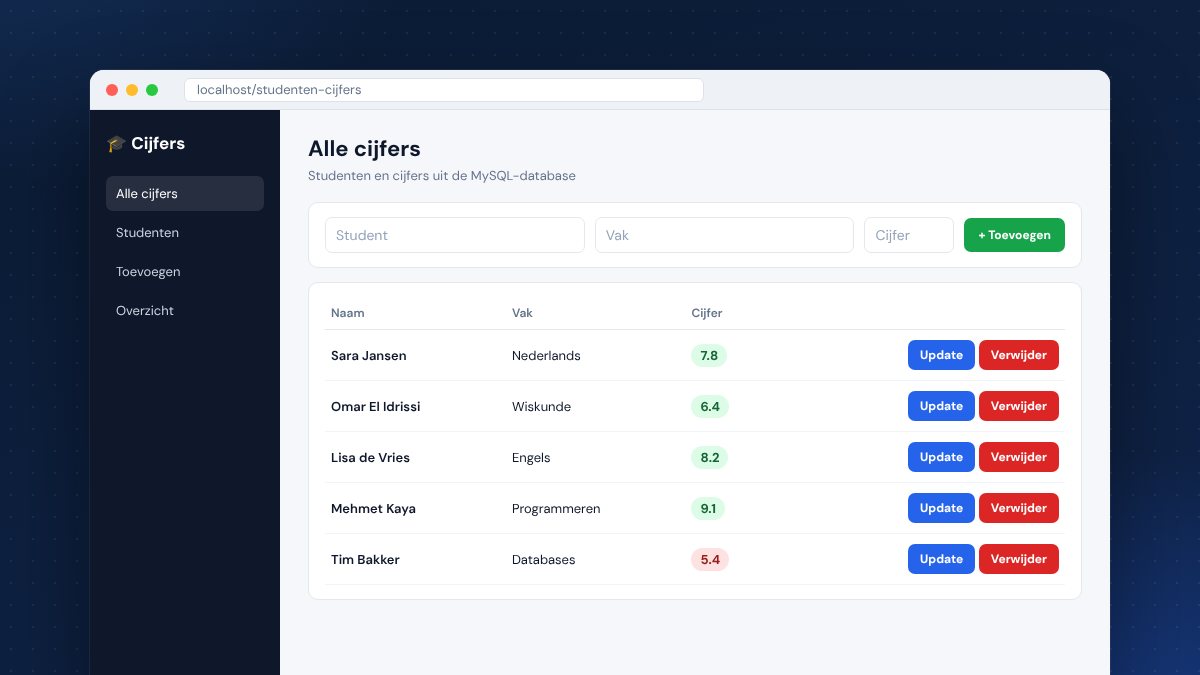 localhost/studenten-cijfers
🎓 Cijfers
Alle cijfers
Studenten
Toevoegen
Overzicht
Alle cijfers
Studenten en cijfers uit de MySQL-database
Student Vak Cijfer + Toevoegen
Naam Vak Cijfer
Sara Jansen Nederlands 7.8 Update Verwijder
Omar El Idrissi Wiskunde 6.4 Update Verwijder
Lisa de Vries Engels 8.2 Update Verwijder
Mehmet Kaya Programmeren 9.1 Update Verwijder
Tim Bakker Databases 5.4 Update Verwijder